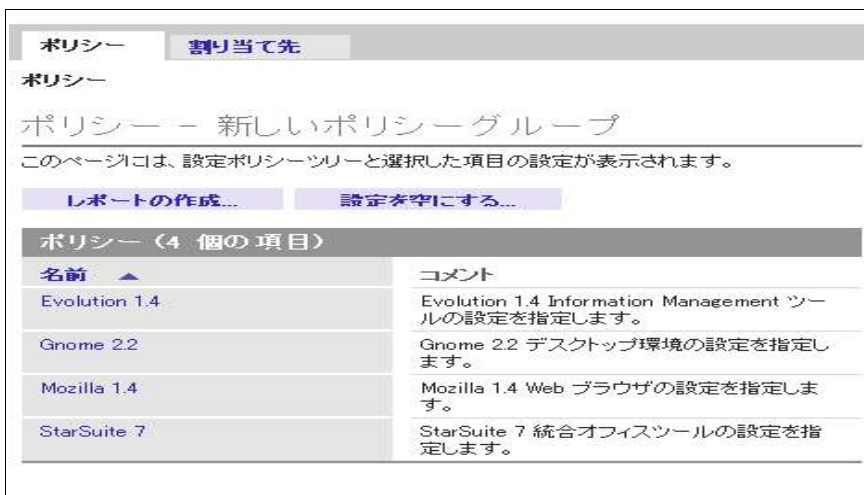 ポリシー 割り当て先
ポリシー
ポリシー － 新しいポリシーグループ
このページには、設定ポリシーツリーと選択した項目の設定が表示されます。
レポートの作成... 設定を空にする...
ポリシー (4 個の項目)
名前 ▲ コメント
Evolution 1.4 Evolution 1.4 Information Management ツー
ルの設定を指定します。
Gnome 2.2 Gnome 2.2 デスクトップ環境の設定を指定し
ます。
Mozilla 1.4 Mozilla 1.4 Web ブラウザの設定を指定しま
す。
StarSuite 7 StarSuite 7 統合オフィスツールの設定を指
定します。